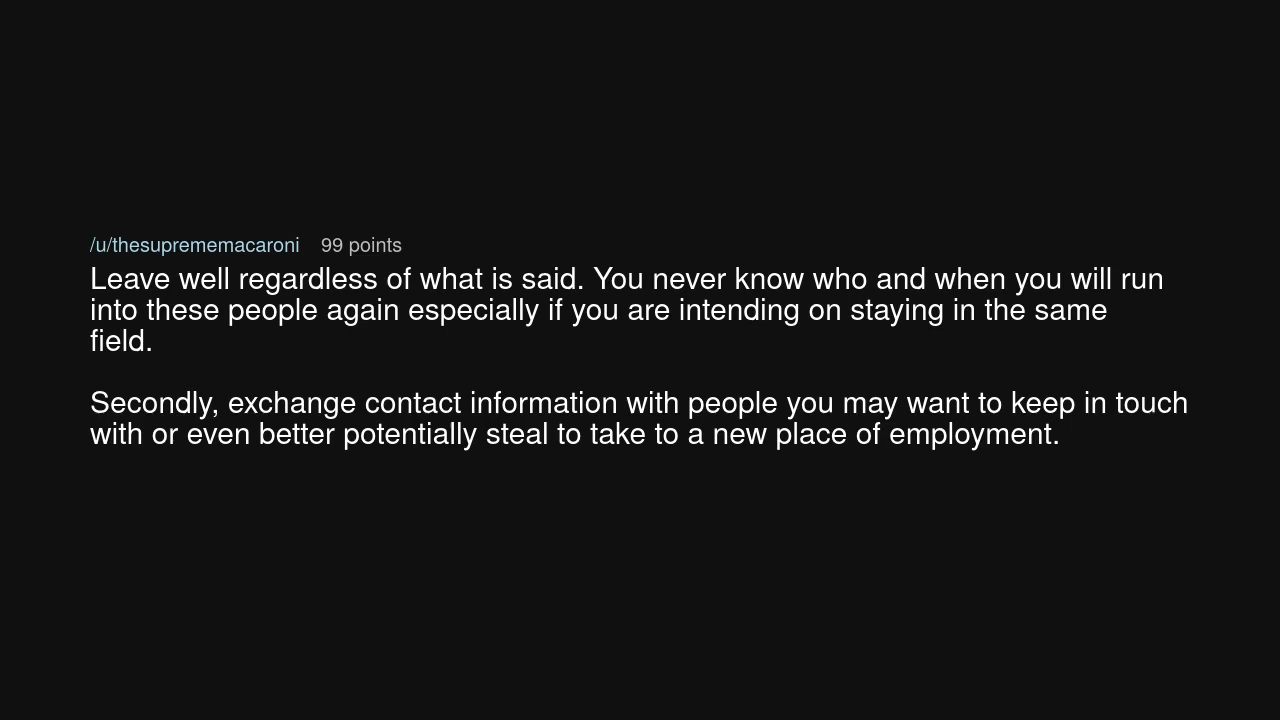 /u/thesuprememacaroni 99 points
Leave well regardless of what is said. You never know who and when you will run
into these people again especially if you are intending on staying in the same
field.
Secondly, exchange contact information with people you may want to keep in touch
with or even better potentially steal to take to a new place of employment.